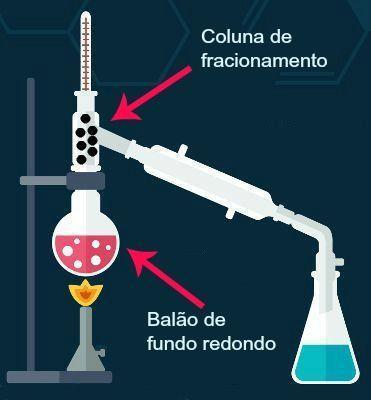 Coluna de
fracionamento
Balão de
fundo redondo